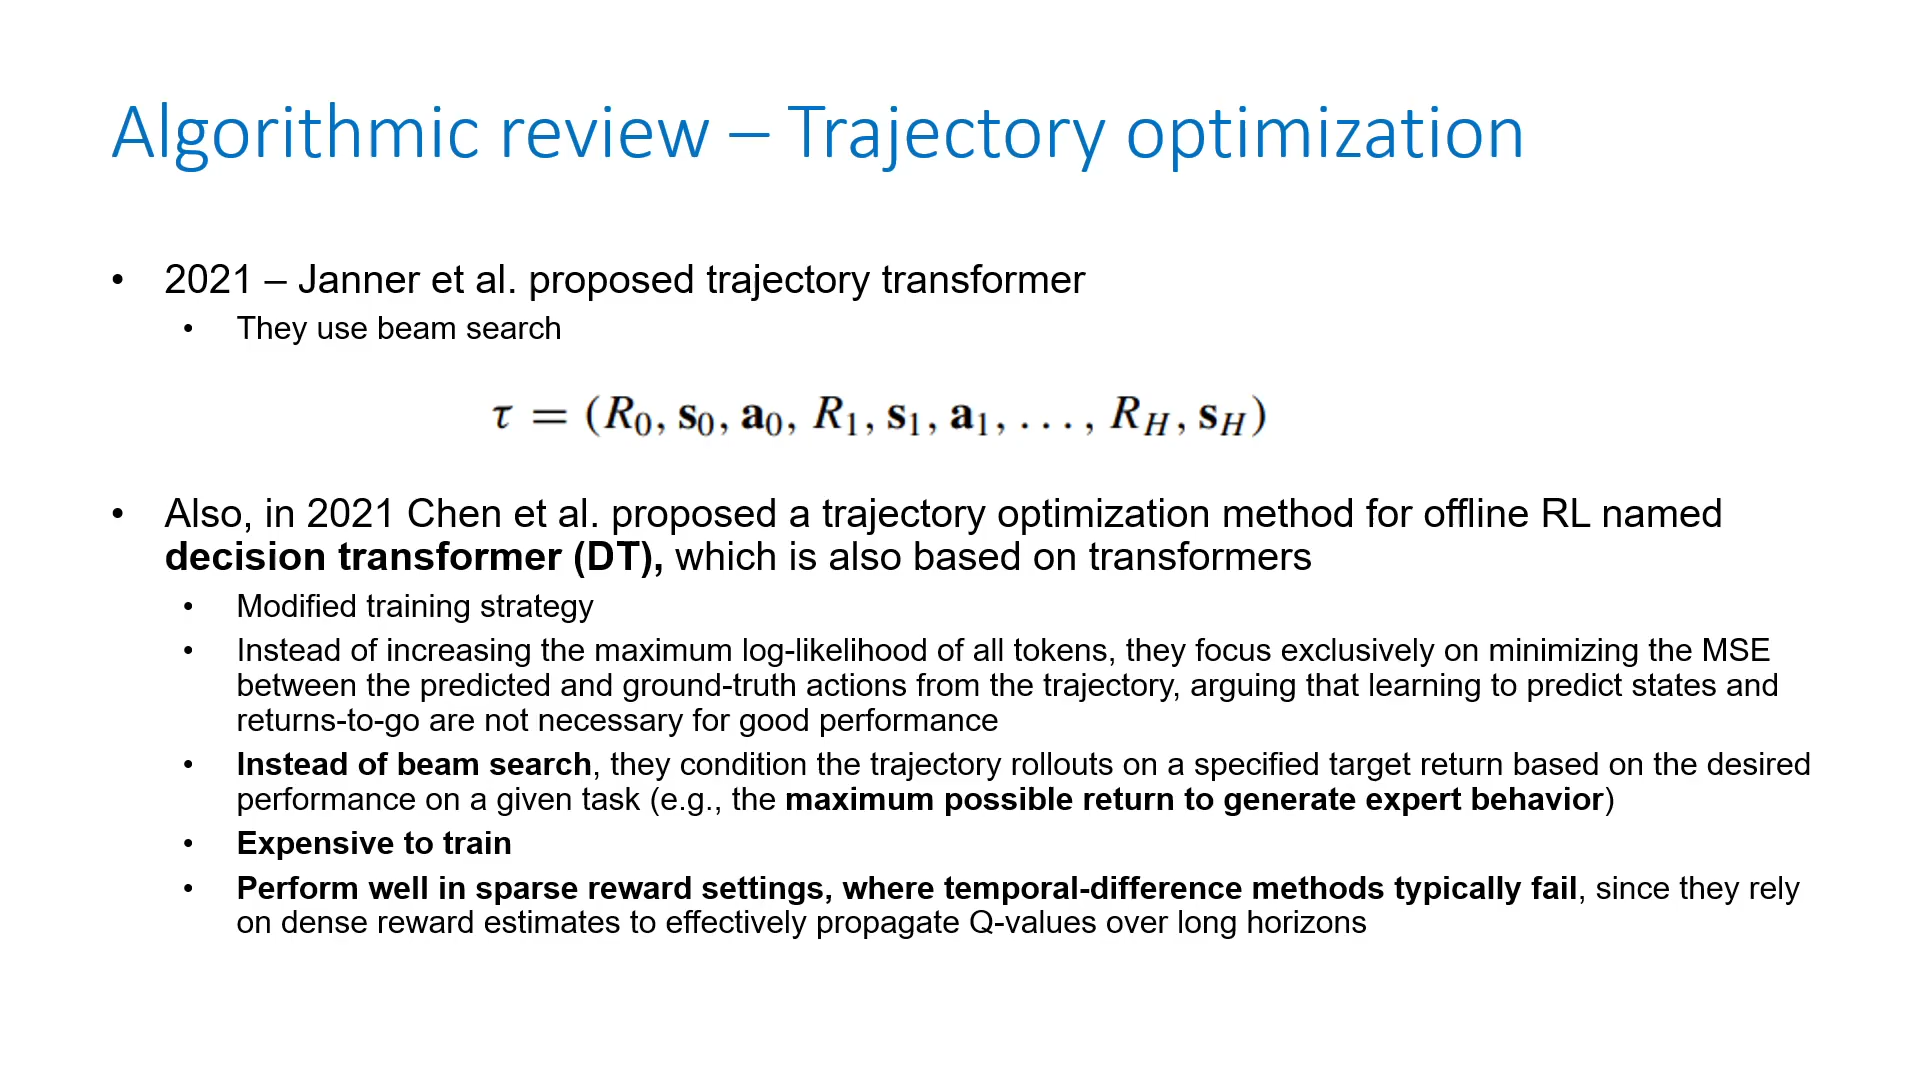 Algorithmic review – Trajectory optimization
• 2021 – Janner et al. proposed trajectory transformer
• They use beam search
τ = (R₀, s₀, a₀, R₁, s₁, a₁, . . . , R_H, s_H)
• Also, in 2021 Chen et al. proposed a trajectory optimization method for offline RL named
decision transformer (DT), which is also based on transformers
• Modified training strategy
• Instead of increasing the maximum log-likelihood of all tokens, they focus exclusively on minimizing the MSE
between the predicted and ground-truth actions from the trajectory, arguing that learning to predict states and
returns-to-go are not necessary for good performance
• Instead of beam search, they condition the trajectory rollouts on a specified target return based on the desired
performance on a given task (e.g., the maximum possible return to generate expert behavior)
• Expensive to train
• Perform well in sparse reward settings, where temporal-difference methods typically fail, since they rely
on dense reward estimates to effectively propagate Q-values over long horizons